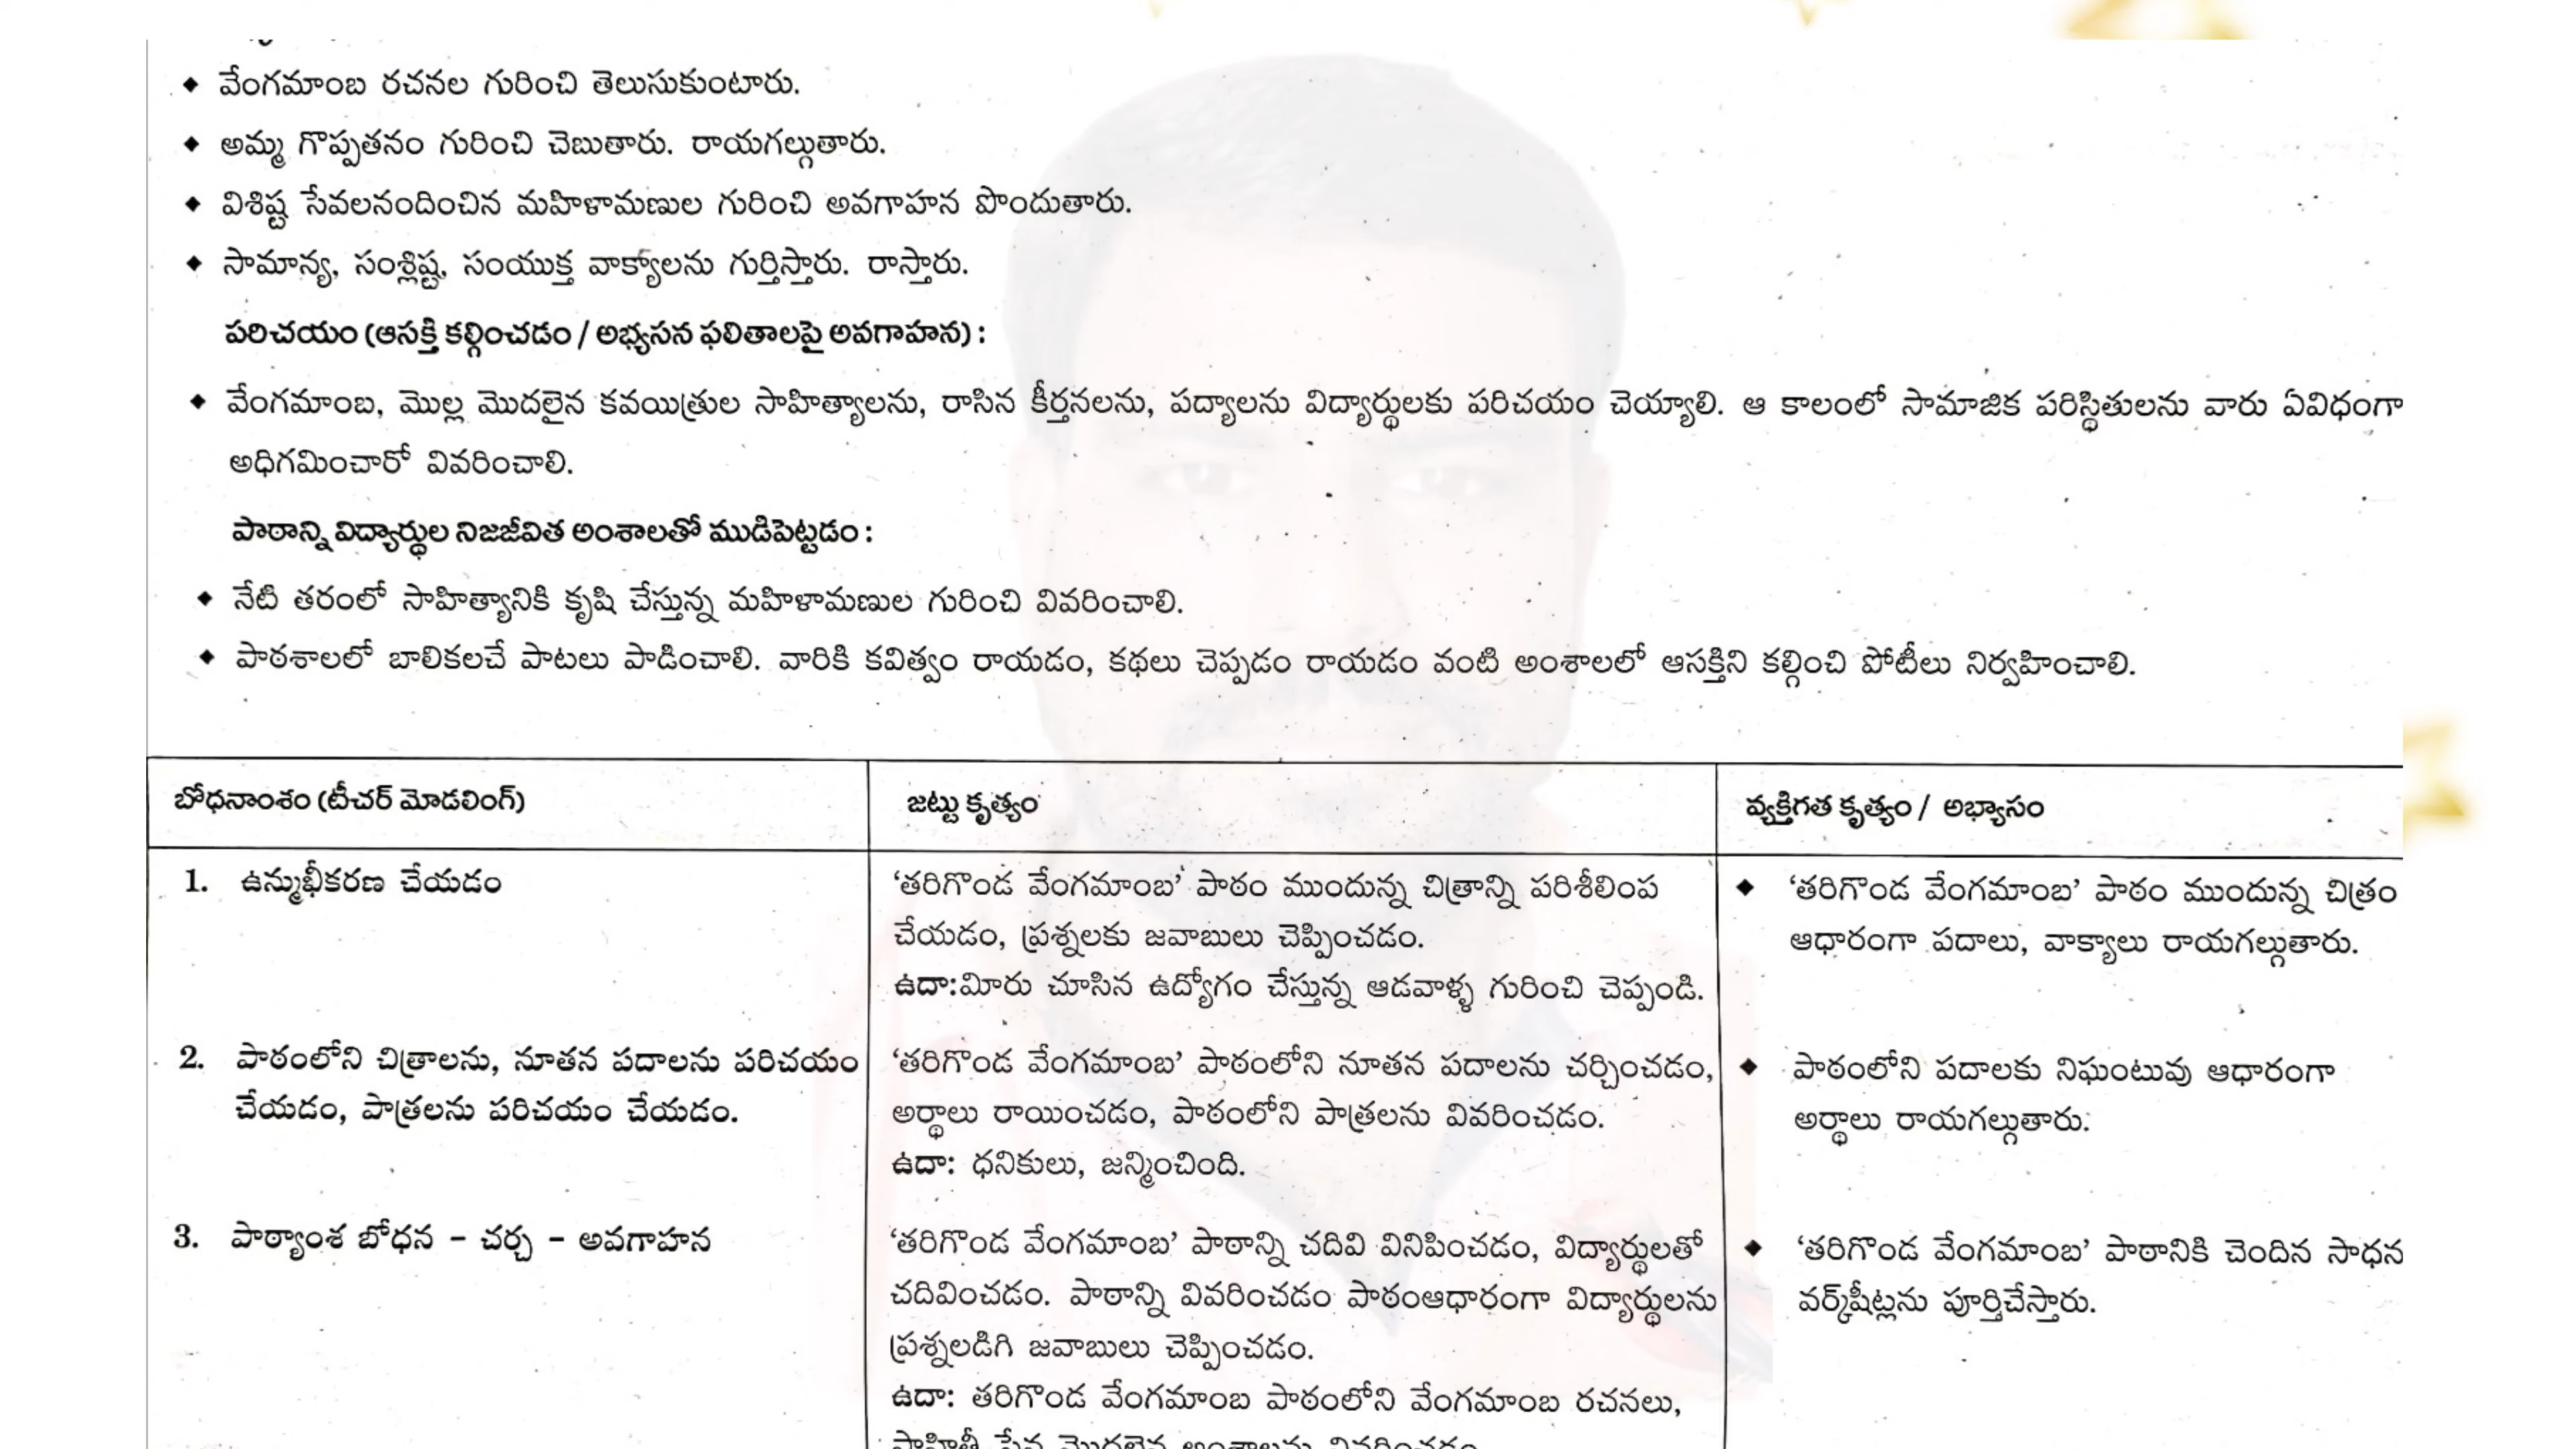 ◆ వేంగమాంబ రచనల గురించి తెలుసుకుంటారు.
◆ అమ్మ గొప్పతనం గురించి చెబుతారు. రాయగల్గుతారు.
◆ విశిష్ట సేవలనందించిన మహిళామణుల గురించి అవగాహన పొందుతారు.
◆ సామాన్య, సంశ్లిష్ట, సంయుక్త వాక్యాలను గుర్తిస్తారు. రాస్తారు.
పరిచయం (ఆసక్తి కల్గించడం / అభ్యసన ఫలితాలపై అవగాహన) :
◆ వేంగమాంబ, మొల్ల మొదలైన కవయిత్రుల సాహిత్యాలను, రాసిన కీర్తనలను, పద్యాలను విద్యార్థులకు పరిచయం చెయ్యాలి. ఆ కాలంలో సామాజిక పరిస్థితులను వారు ఏవిధంగా
అధిగమించారో వివరించాలి.
పాఠాన్ని విద్యార్థుల నిజజీవిత అంశాలతో ముడిపెట్టడం :
◆ నేటి తరంలో సాహిత్యానికి కృషి చేస్తున్న మహిళామణుల గురించి వివరించాలి.
◆ పాఠశాలలో బాలికలచే పాటలు పాడించాలి. వారికి కవిత్వం రాయడం, కథలు చెప్పడం రాయడం వంటి అంశాలలో ఆసక్తిని కల్గించి పోటీలు నిర్వహించాలి.
బోధనాంశం (టీచర్ మోడలింగ్)
జట్టు కృత్యం
వ్యక్తిగత కృత్యం / అభ్యాసం
1. ఉన్ముఖీకరణ చేయడం
‘తరిగొండ వేంగమాంబ’ పాఠం ముందున్న చిత్రాన్ని పరిశీలింప
చేయడం, ప్రశ్నలకు జవాబులు చెప్పించడం.
ఉదా:మీరు చూసిన ఉద్యోగం చేస్తున్న ఆడవాళ్ళ గురించి చెప్పండి.
◆ ‘తరిగొండ వేంగమాంబ’ పాఠం ముందున్న చిత్రం
ఆధారంగా పదాలు, వాక్యాలు రాయగల్గుతారు.
2. పాఠంలోని చిత్రాలను, నూతన పదాలను పరిచయం
చేయడం, పాత్రలను పరిచయం చేయడం.
‘తరిగొండ వేంగమాంబ’ పాఠంలోని నూతన పదాలను చర్చించడం,
అర్థాలు రాయించడం, పాఠంలోని పాత్రలను వివరించడం.
ఉదా: ధనికులు, జన్మించింది.
◆ పాఠంలోని పదాలకు నిఘంటువు ఆధారంగా
అర్థాలు రాయగల్గుతారు.
3. పాఠ్యాంశ బోధన – చర్చ – అవగాహన
‘తరిగొండ వేంగమాంబ’ పాఠాన్ని చదివి వినిపించడం, విద్యార్థులతో
చదివించడం. పాఠాన్ని వివరించడం పాఠంఆధారంగా విద్యార్థులను
ప్రశ్నలడిగి జవాబులు చెప్పించడం.
ఉదా: తరిగొండ వేంగమాంబ పాఠంలోని వేంగమాంబ రచనలు,
◆ ‘తరిగొండ వేంగమాంబ’ పాఠానికి చెందిన సాధన
వర్క్‌షీట్లను పూర్తిచేస్తారు.